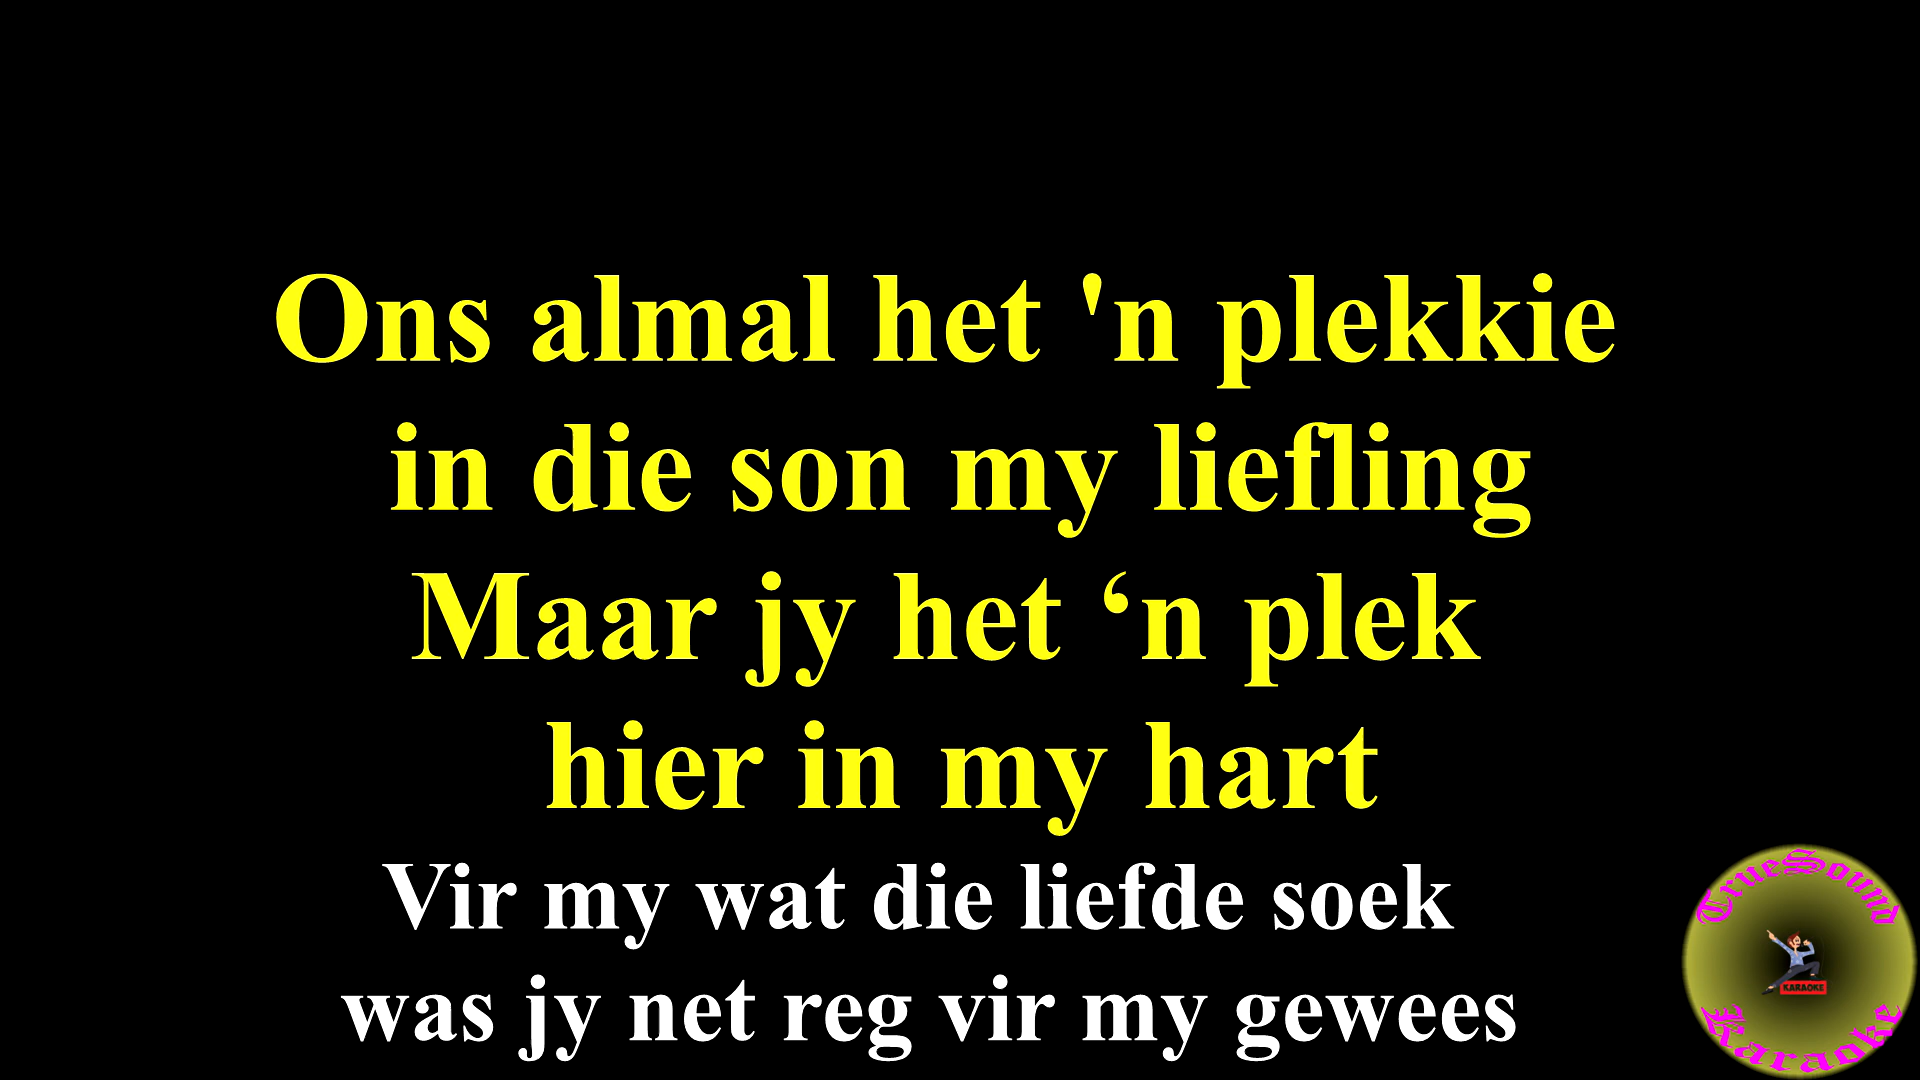 Ons almal het 'n plekkie
in die son my liefling
Maar jy het ‘n plek
hier in my hart
Vir my wat die liefde soek
was jy net reg vir my gewees
TrueSound
KARAOKE
Karaoke